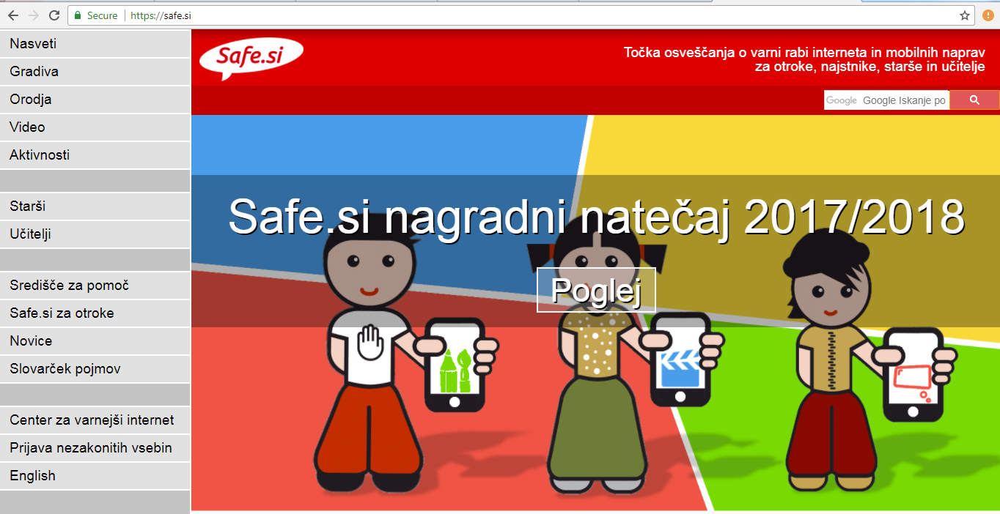 Secure https://safe.si
Nasveti
Gradiva
Orodja
Video
Aktivnosti
Starši
Učitelji
Središče za pomoč
Safe.si za otroke
Novice
Slovarček pojmov
Center za varnejši internet
Prijava nezakonitih vsebin
English
Safe.si
Točka osveščanja o varni rabi interneta in mobilnih naprav
za otroke, najstnike, starše in učitelje
Google Google Iskanje po
Safe.si nagradni natečaj 2017/2018
Poglej